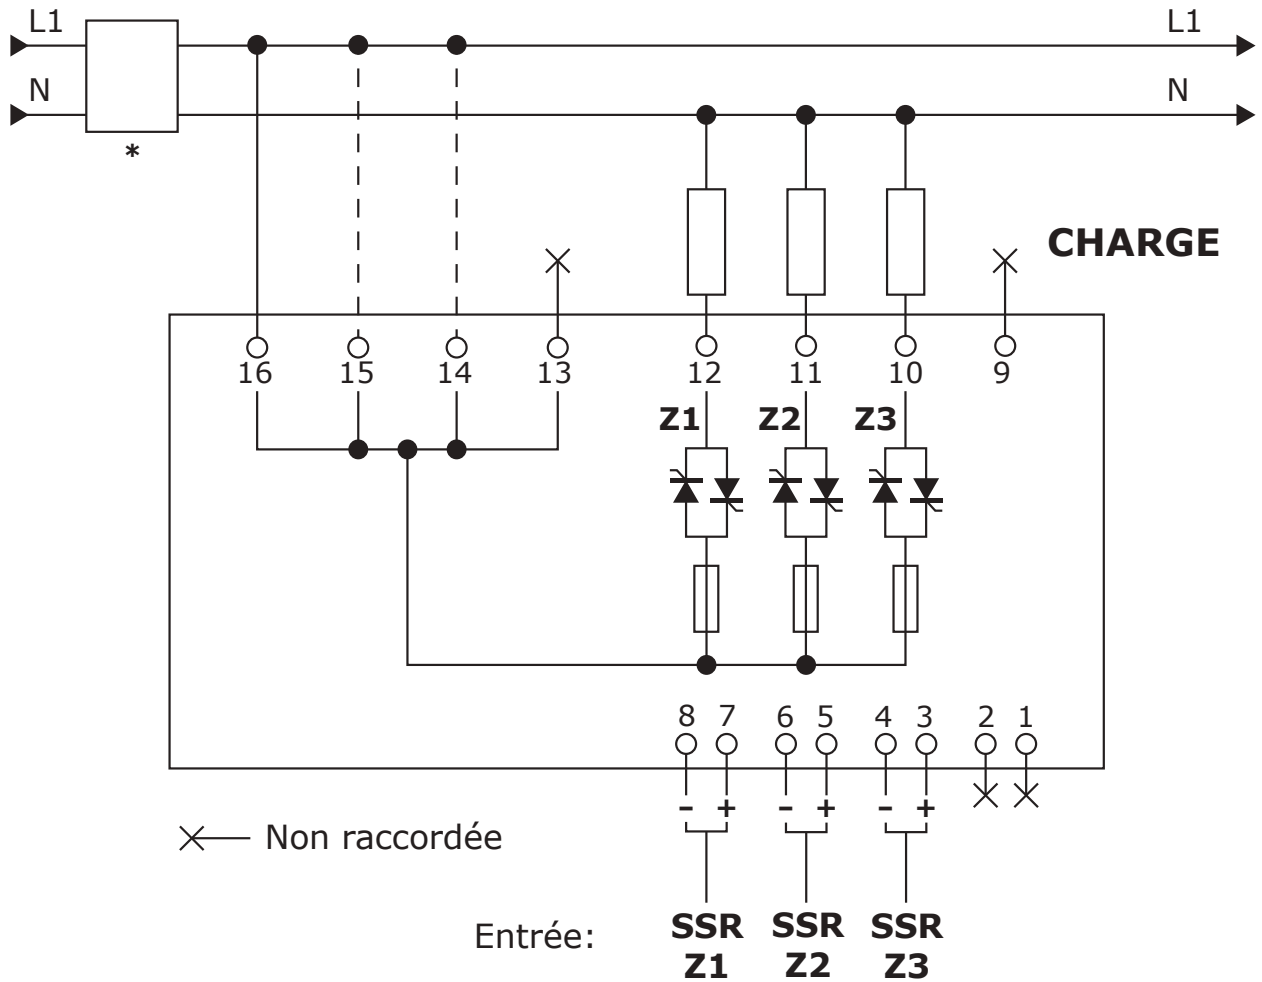 L1 L1
N N
*
CHARGE
16 15 14 13 12 11 10 9
Z1 Z2 Z3
8 7 6 5 4 3 2 1
- + - + - +
Non raccordée
Entrée: SSR SSR SSR
Z1 Z2 Z3